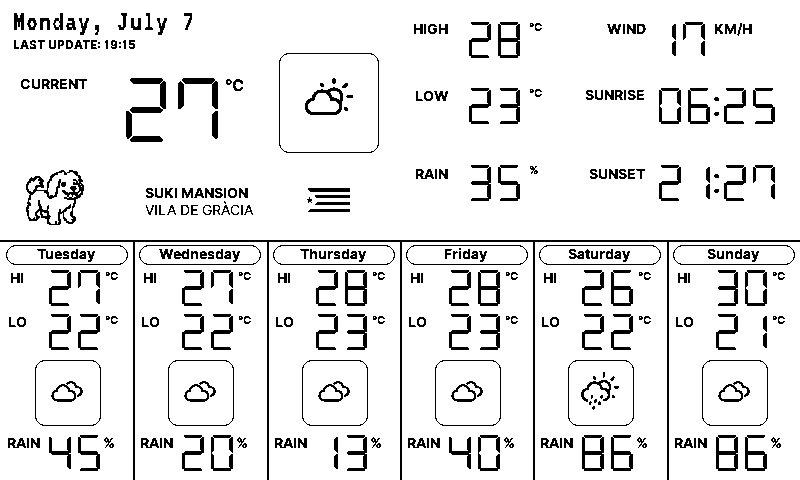 Monday, July 7
LAST UPDATE: 19:15
CURRENT 27 °C
HIGH 28 °C
LOW 23 °C
RAIN 35 %
WIND 17 KM/H
SUNRISE 06:25
SUNSET 21:27
SUKI MANSION
VILA DE GRÀCIA
Tuesday
HI 27 °C
LO 22 °C
RAIN 45 %
Wednesday
HI 27 °C
LO 22 °C
RAIN 20 %
Thursday
HI 28 °C
LO 23 °C
RAIN 13 %
Friday
HI 28 °C
LO 23 °C
RAIN 40 %
Saturday
HI 26 °C
LO 22 °C
RAIN 86 %
Sunday
HI 30 °C
LO 21 °C
RAIN 86 %